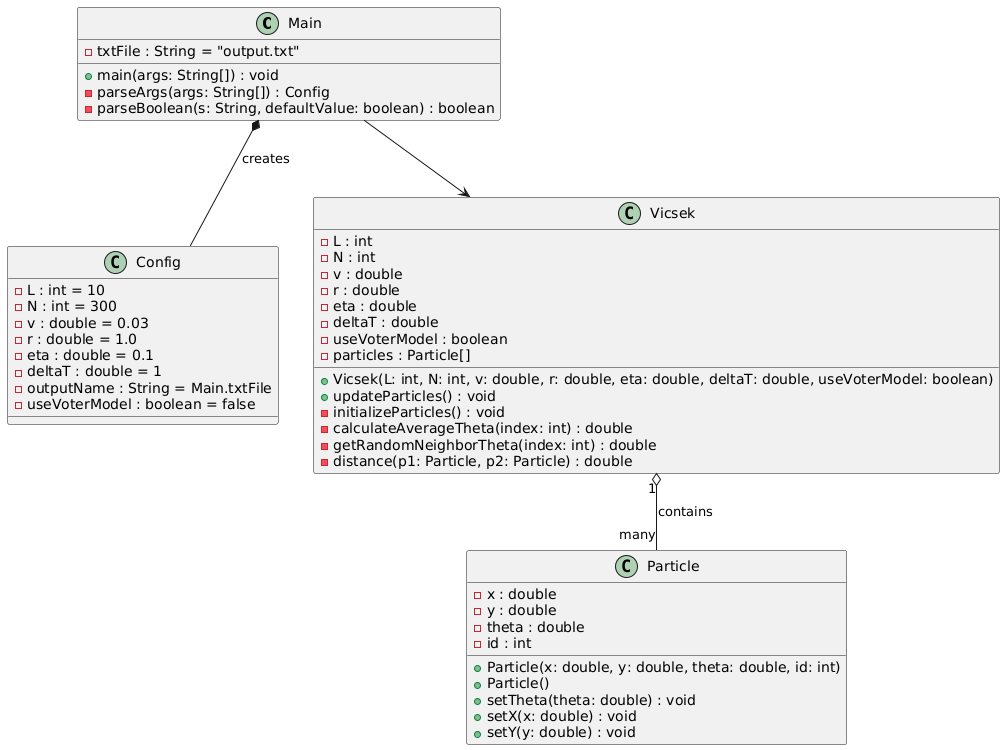 C Main
txtFile : String = "output.txt"
main(args: String[]) : void
parseArgs(args: String[]) : Config
parseBoolean(s: String, defaultValue: boolean) : boolean
creates
C Config
L : int = 10
N : int = 300
v : double = 0.03
r : double = 1.0
eta : double = 0.1
deltaT : double = 1
outputName : String = Main.txtFile
useVoterModel : boolean = false
C Vicsek
L : int
N : int
v : double
r : double
eta : double
deltaT : double
useVoterModel : boolean
particles : Particle[]
Vicsek(L: int, N: int, v: double, r: double, eta: double, deltaT: double, useVoterModel: boolean)
updateParticles() : void
initializeParticles() : void
calculateAverageTheta(index: int) : double
getRandomNeighborTheta(index: int) : double
distance(p1: Particle, p2: Particle) : double
1
contains
many
C Particle
x : double
y : double
theta : double
id : int
Particle(x: double, y: double, theta: double, id: int)
Particle()
setTheta(theta: double) : void
setX(x: double) : void
setY(y: double) : void